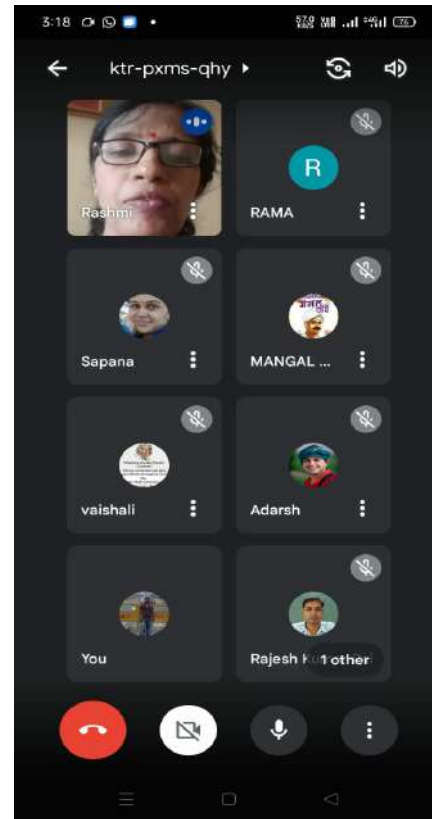 3:18
ktr-pxms-qhy
Rashmi
RAMA
Sapana
MANGAL ...
vaishali
Adarsh
You
Rajesh K
1 other